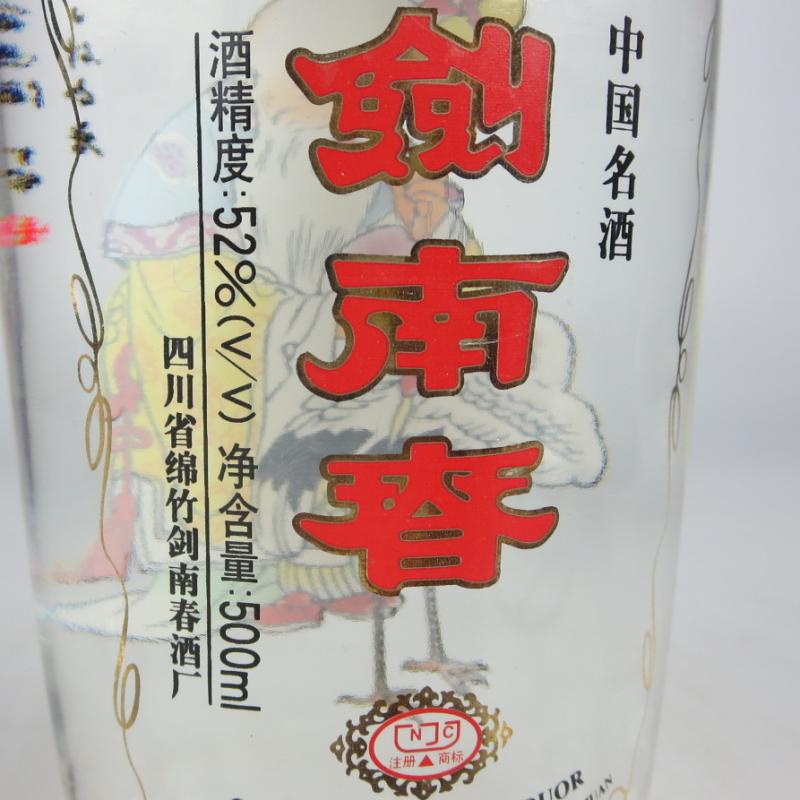 中国名酒
劍南春
酒精度:52%(V/V) 净含量:500ml
四川省绵竹剑南春酒厂
NJC
注册 商标